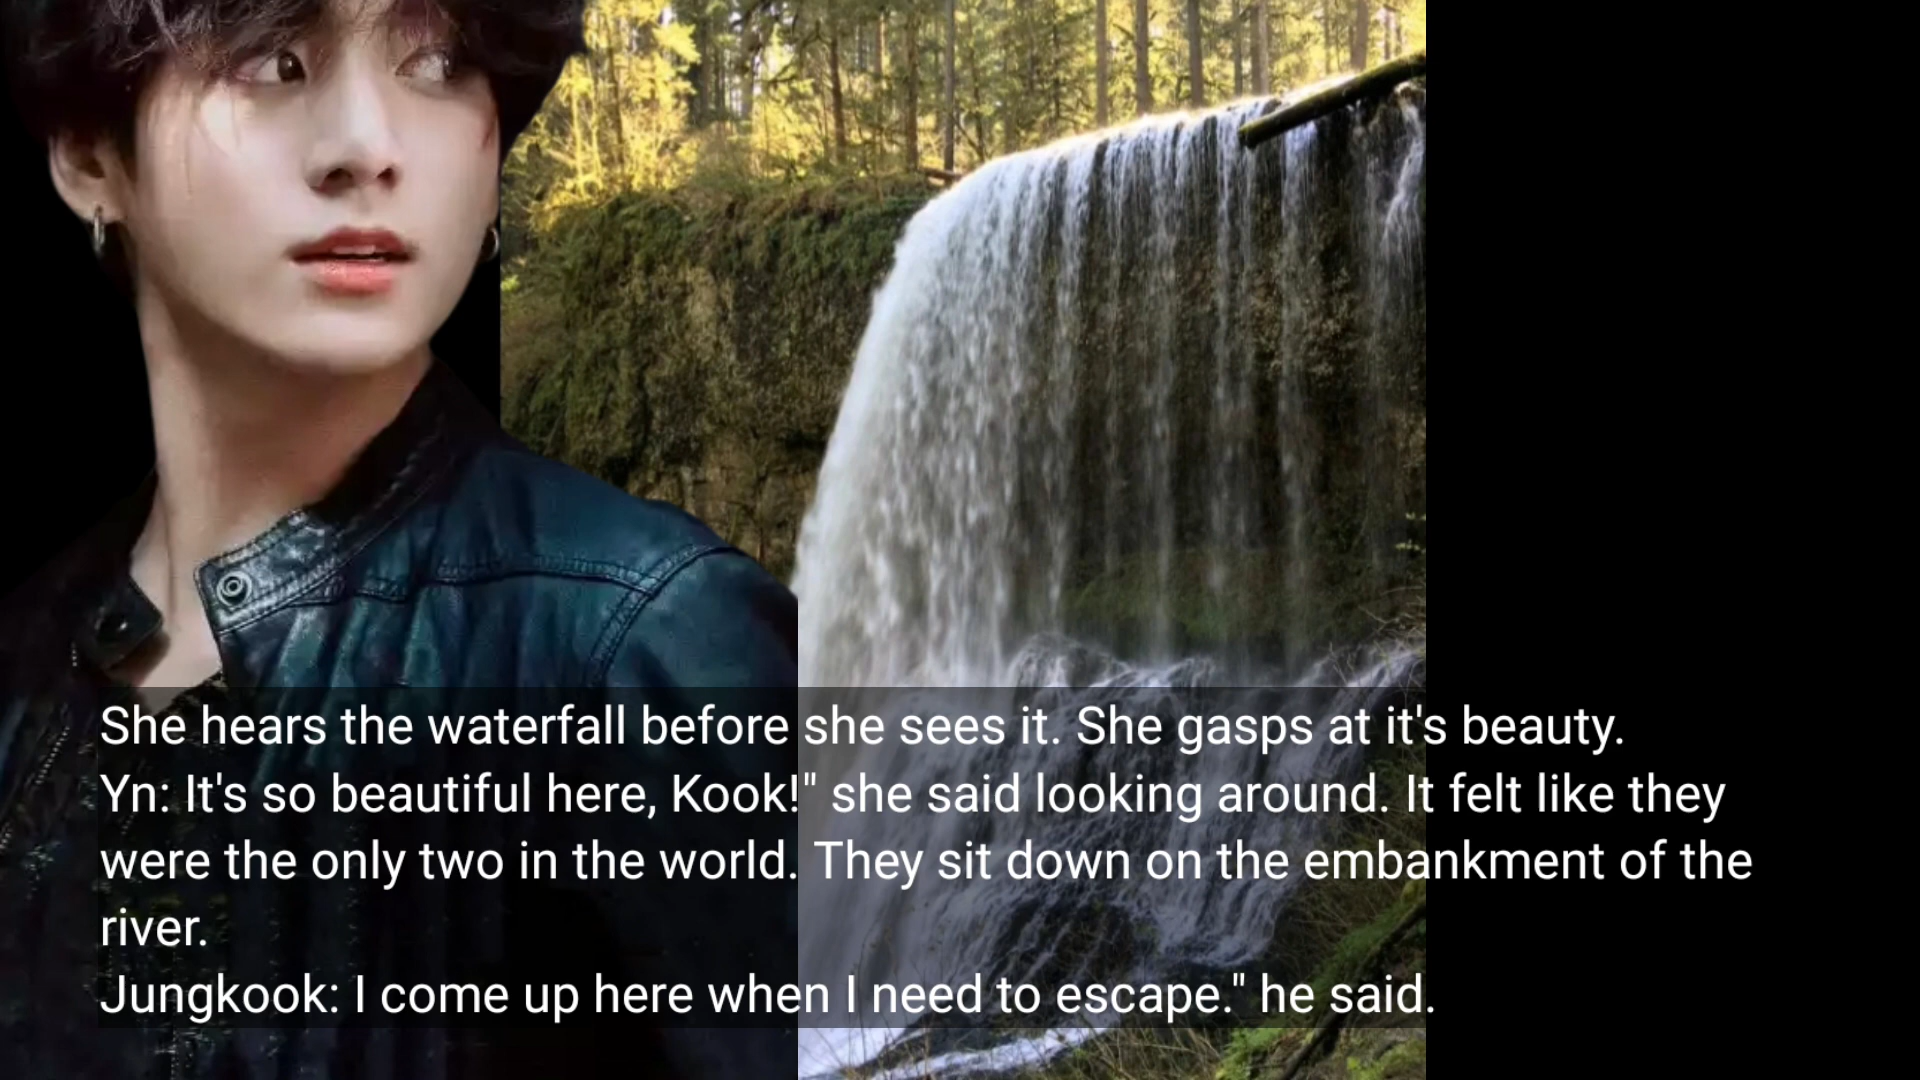 She hears the waterfall before she sees it. She gasps at it's beauty.
Yn: It's so beautiful here, Kook!" she said looking around. It felt like they
were the only two in the world. They sit down on the embankment of the
river.
Jungkook: I come up here when I need to escape." he said.